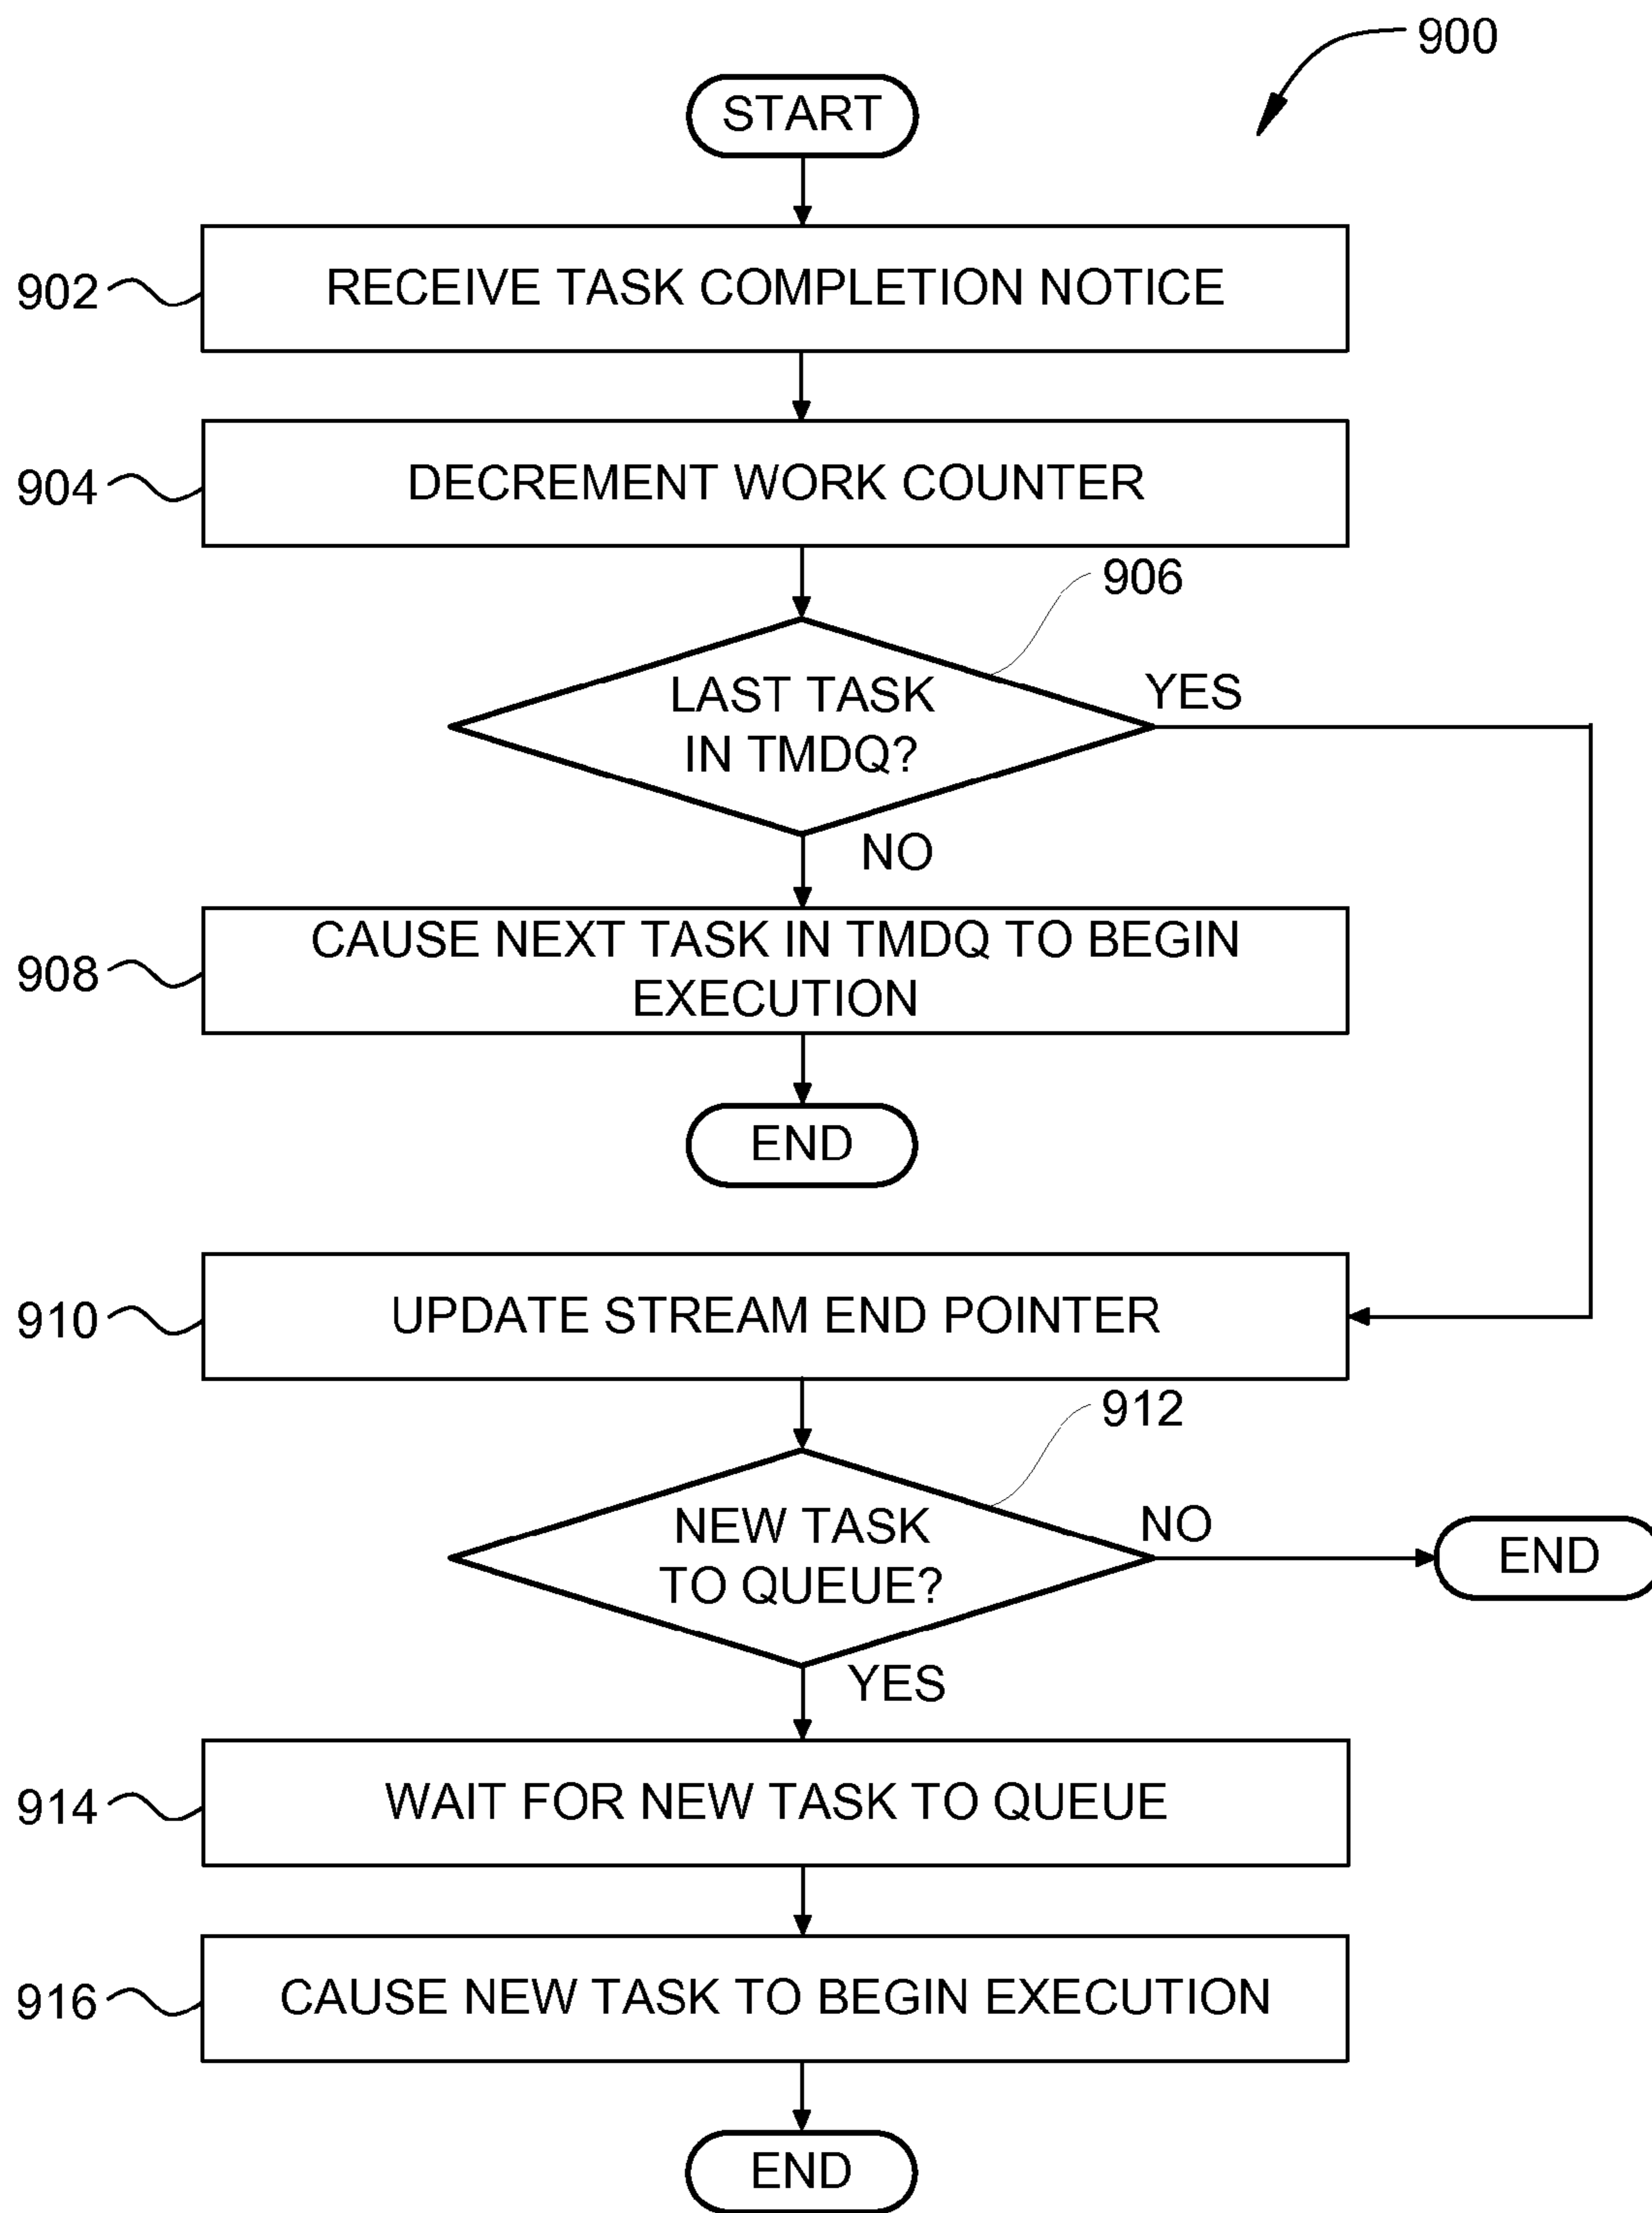 900
START
902
RECEIVE TASK COMPLETION NOTICE
904
DECREMENT WORK COUNTER
906
LAST TASK
IN TMDQ?
YES
NO
908
CAUSE NEXT TASK IN TMDQ TO BEGIN
EXECUTION
END
910
UPDATE STREAM END POINTER
912
NEW TASK
TO QUEUE?
NO
END
YES
914
WAIT FOR NEW TASK TO QUEUE
916
CAUSE NEW TASK TO BEGIN EXECUTION
END